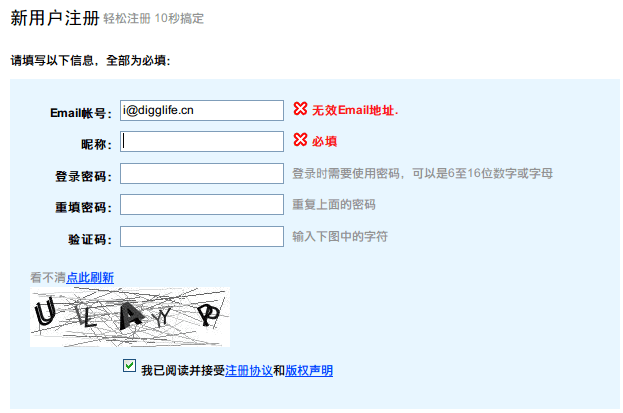 新用户注册 轻松注册 10秒搞定
请填写以下信息，全部为必填：
Email帐号： i@digglife.cn 无效Email地址.
昵称： 必填
登录密码： 登录时需要使用密码，可以是6至16位数字或字母
重填密码： 重复上面的密码
验证码： 输入下图中的字符
看不清点此刷新
ULAYP
我已阅读并接受注册协议和版权声明